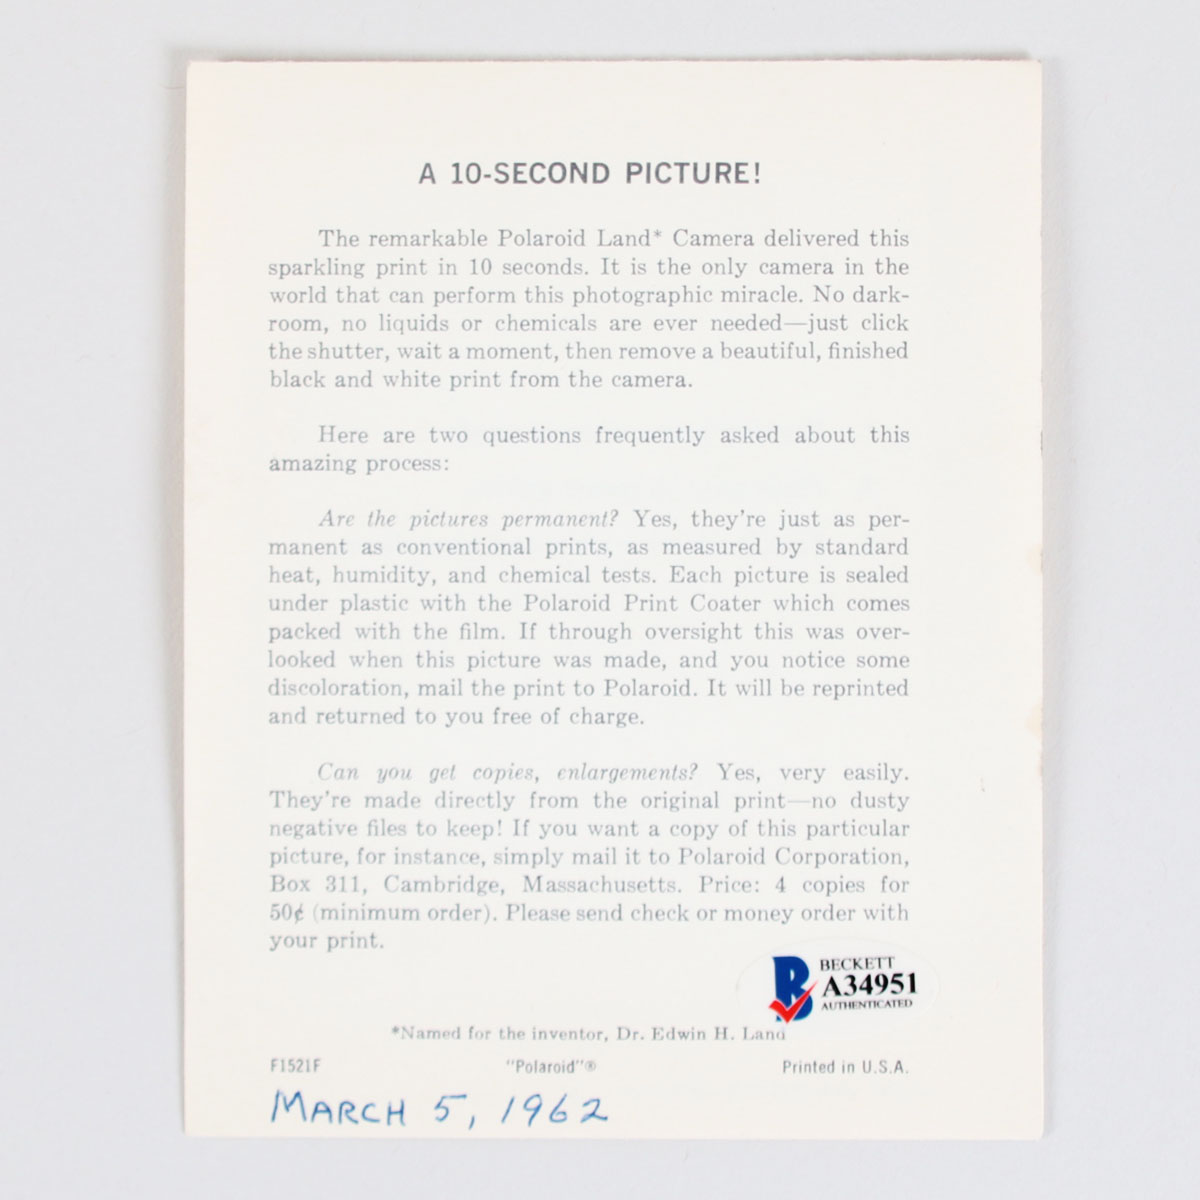 A 10-SECOND PICTURE!
The remarkable Polaroid Land* Camera delivered this
sparkling print in 10 seconds. It is the only camera in the
world that can perform this photographic miracle. No dark-
room, no liquids or chemicals are ever needed—just click
the shutter, wait a moment, then remove a beautiful, finished
black and white print from the camera.
Here are two questions frequently asked about this
amazing process:
Are the pictures permanent? Yes, they're just as per-
manent as conventional prints, as measured by standard
heat, humidity, and chemical tests. Each picture is sealed
under plastic with the Polaroid Print Coater which comes
packed with the film. If through oversight this was over-
looked when this picture was made, and you notice some
discoloration, mail the print to Polaroid. It will be reprinted
and returned to you free of charge.
Can you get copies, enlargements? Yes, very easily.
They're made directly from the original print—no dusty
negative files to keep! If you want a copy of this particular
picture, for instance, simply mail it to Polaroid Corporation,
Box 311, Cambridge, Massachusetts. Price: 4 copies for
50¢ (minimum order). Please send check or money order with
your print.
B BECKETT
A34951
AUTHENTICATED
*Named for the inventor, Dr. Edwin H. Land
F1521F "Polaroid"® Printed in U.S.A.
MARCH 5, 1962